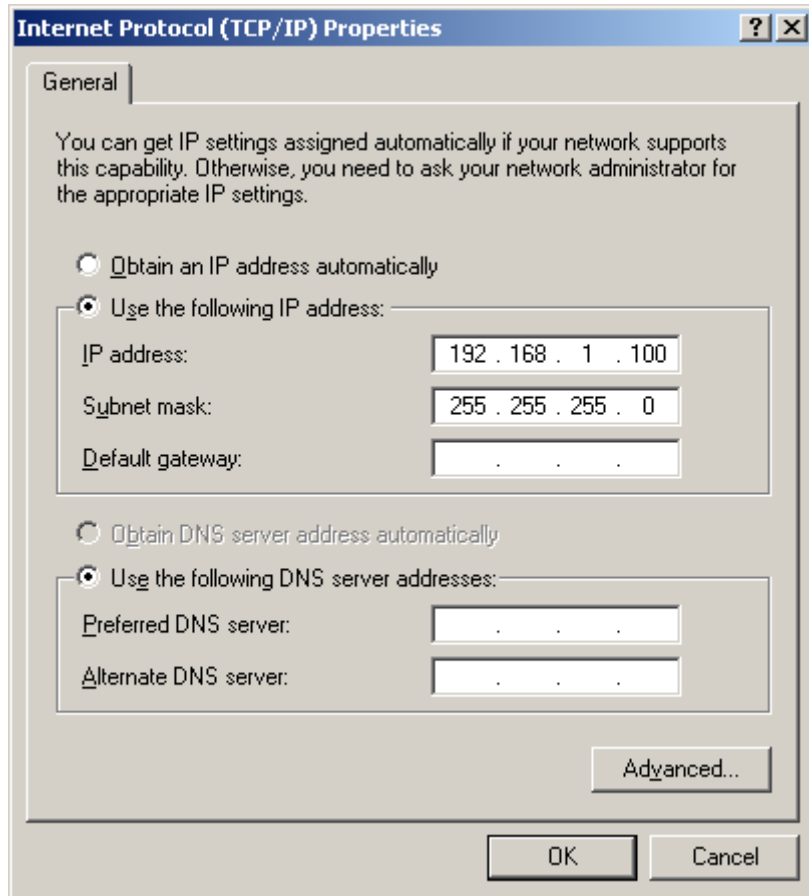 Internet Protocol (TCP/IP) Properties
General
You can get IP settings assigned automatically if your network supports
this capability. Otherwise, you need to ask your network administrator for
the appropriate IP settings.
Obtain an IP address automatically
Use the following IP address:
IP address: 192 . 168 . 1 . 100
Subnet mask: 255 . 255 . 255 . 0
Default gateway: . . .
Obtain DNS server address automatically
Use the following DNS server addresses:
Preferred DNS server: . . .
Alternate DNS server: . . .
Advanced...
OK Cancel